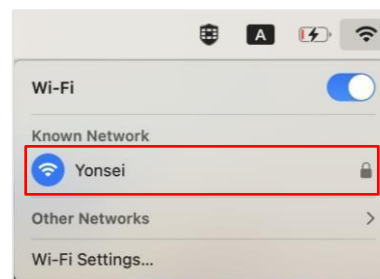 A
Wi-Fi
Known Network
Yonsei
Other Networks
Wi-Fi Settings...